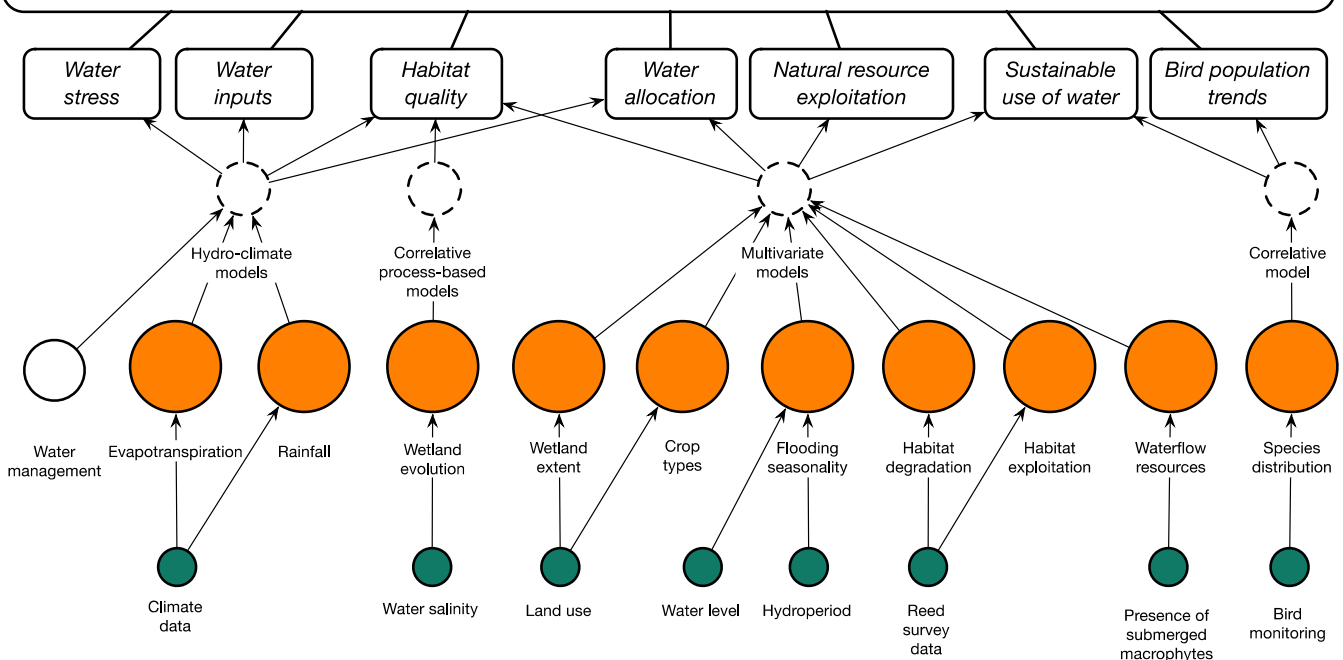 Water
stress
Water
inputs
Habitat
quality
Water
allocation
Natural resource
exploitation
Sustainable
use of water
Bird population
trends
Hydro-climate
models
Correlative
process-based
models
Multivariate
models
Correlative
model
Water
management
Evapotranspiration
Rainfall
Wetland
evolution
Wetland
extent
Crop
types
Flooding
seasonality
Habitat
degradation
Habitat
exploitation
Waterflow
resources
Species
distribution
Climate
data
Water salinity
Land use
Water level
Hydroperiod
Reed
survey
data
Presence of
submerged
macrophytes
Bird
monitoring